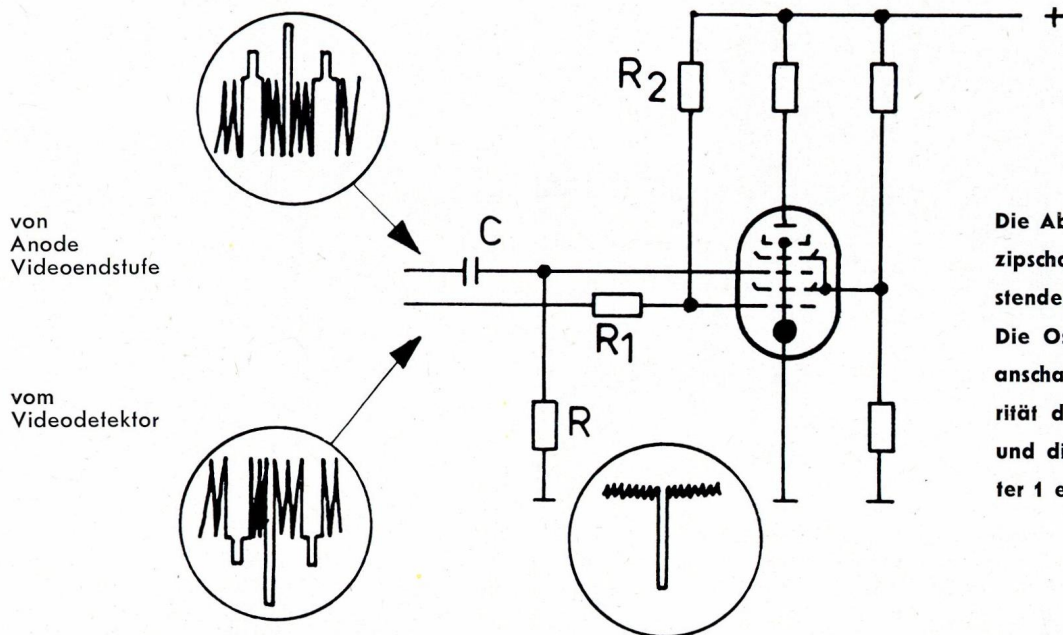 R2
+
von
Anode
Videoendstufe
C
R1
vom
Videodetektor
R
Die Ab
zipscha
stende
Die Os
anscha
rität d
und di
ter 1 e